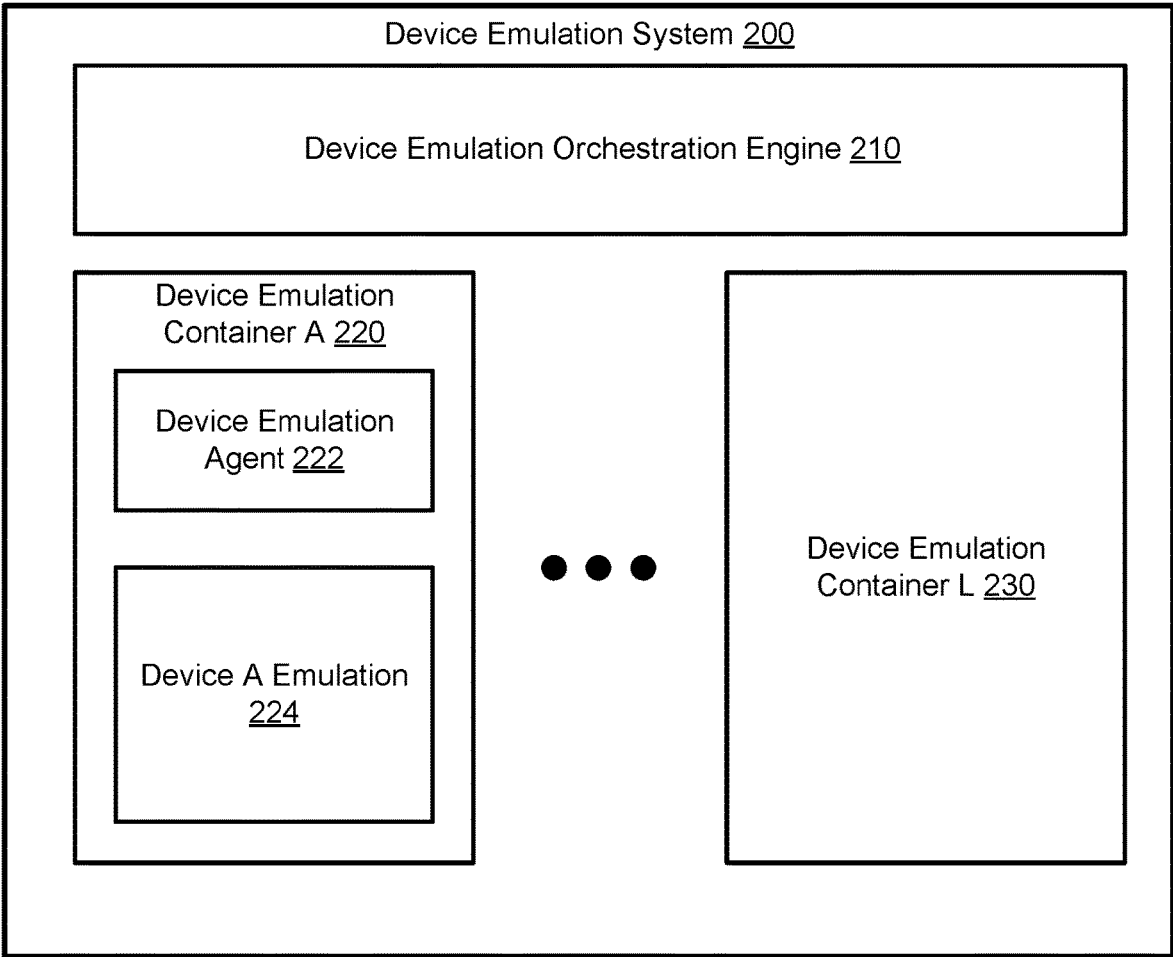 Device Emulation System 200
Device Emulation Orchestration Engine 210
Device Emulation
Container A 220
Device Emulation
Agent 222
Device A Emulation
224
Device Emulation
Container L 230